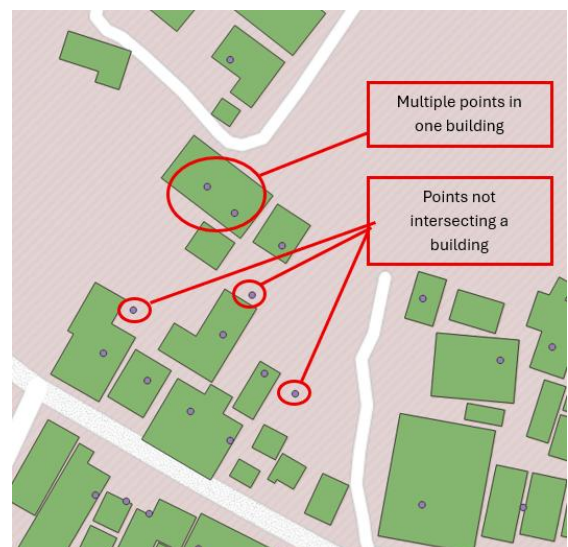 Multiple points in
one building
Points not
intersecting a
building